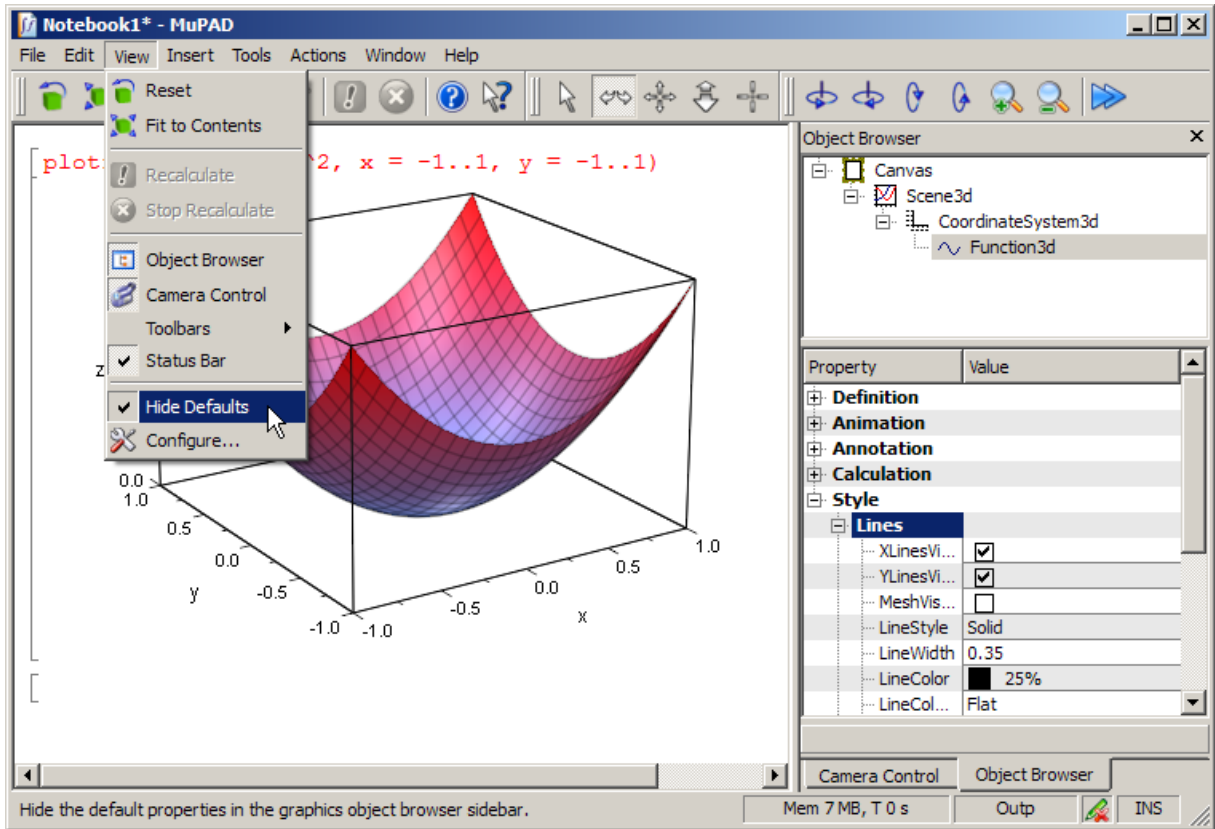 Notebook1* - MuPAD
File Edit View Insert Tools Actions Window Help
Reset
Fit to Contents
Recalculate
Stop Recalculate
Object Browser
Camera Control
Toolbars
Status Bar
Hide Defaults
Configure...
plot
^2, x = -1..1, y = -1..1)
z
0.0
1.0
0.5
0.0
-0.5
-1.0
y
-1.0
-0.5
0.0
0.5
1.0
x
Object Browser
Canvas
Scene3d
CoordinateSystem3d
Function3d
Property Value
Definition
Animation
Annotation
Calculation
Style
Lines
XLinesVi...
YLinesVi...
MeshVis...
LineStyle Solid
LineWidth 0.35
LineColor 25%
LineCol... Flat
Camera Control Object Browser
Hide the default properties in the graphics object browser sidebar. Mem 7 MB, T 0 s Outp INS